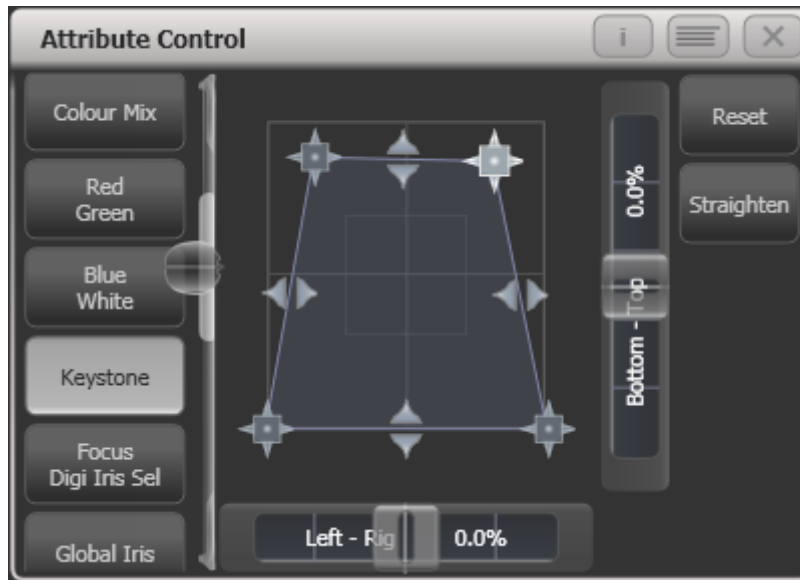 Attribute Control
i
Colour Mix
Red
Green
Blue
White
Keystone
Focus
Digi Iris Sel
Global Iris
Reset
Straighten
0.0%
Bottom - Top
Left - Rig
0.0%